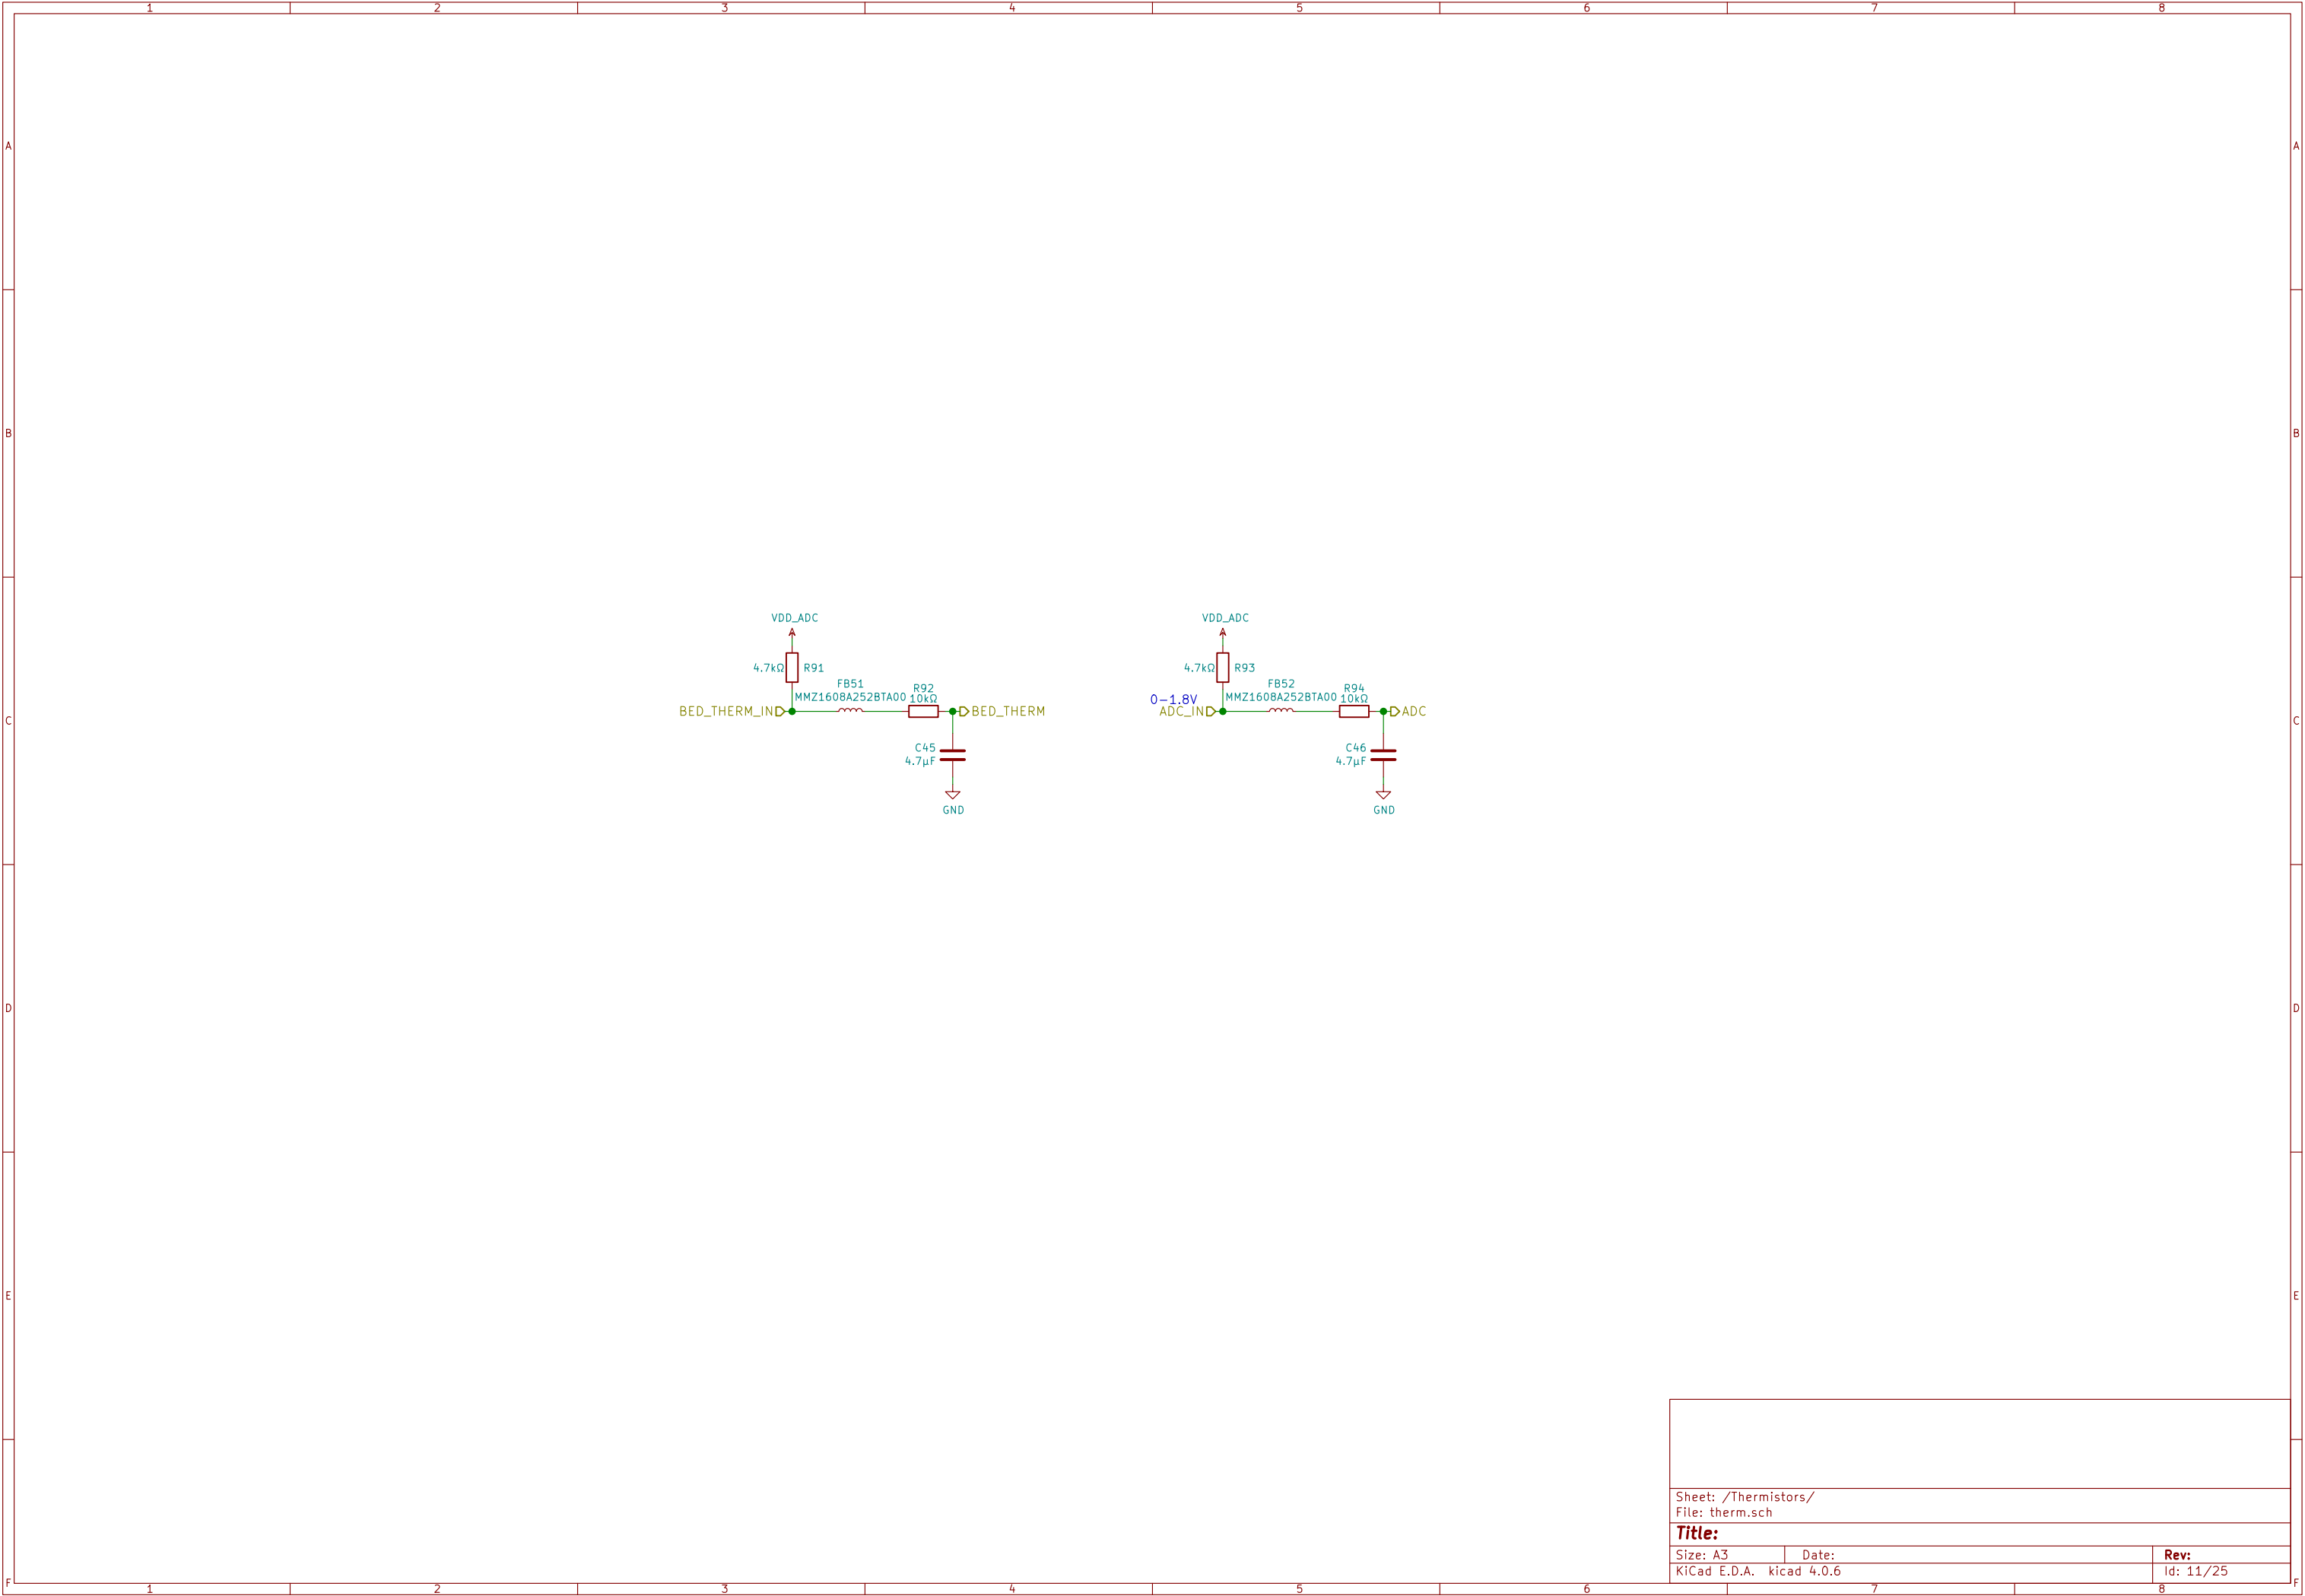 1 2 3 4 5 6 7 8
A A
B B
VDD_ADC VDD_ADC
4.7kΩ R91 4.7kΩ R93
FB51 R92 FB52 R94
MMZ1608A252BTA00 10kΩ MMZ1608A252BTA00 10kΩ
0-1.8V
BED_THERM_IN BED_THERM ADC_IN ADC
C C
C45 C46
4.7µF 4.7µF
GND GND
D D
E E
Sheet: /Thermistors/
File: therm.sch
Title:
Size: A3 Date: Rev:
KiCad E.D.A. kicad 4.0.6 Id: 11/25
F F
1 2 3 4 5 6 7 8